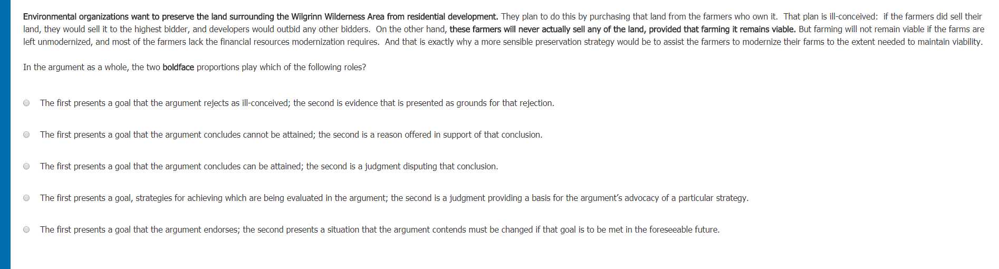 Environmental organizations want to preserve the land surrounding the Wilgrinn Wilderness Area from residential development. They plan to do this by purchasing that land from the farmers who own it.  That plan is ill-conceived:  if the farmers did sell their
land, they would sell it to the highest bidder, and developers would outbid any other bidders.  On the other hand, these farmers will never actually sell any of the land, provided that farming it remains viable. But farming will not remain viable if the farms are
left unmodernized, and most of the farmers lack the financial resources modernization requires.  And that is exactly why a more sensible preservation strategy would be to assist the farmers to modernize their farms to the extent needed to maintain viability.
In the argument as a whole, the two boldface proportions play which of the following roles?
The first presents a goal that the argument rejects as ill-conceived; the second is evidence that is presented as grounds for that rejection.
The first presents a goal that the argument concludes cannot be attained; the second is a reason offered in support of that conclusion.
The first presents a goal that the argument concludes can be attained; the second is a judgment disputing that conclusion.
The first presents a goal, strategies for achieving which are being evaluated in the argument; the second is a judgment providing a basis for the argument's advocacy of a particular strategy.
The first presents a goal that the argument endorses; the second presents a situation that the argument contends must be changed if that goal is to be met in the foreseeable future.